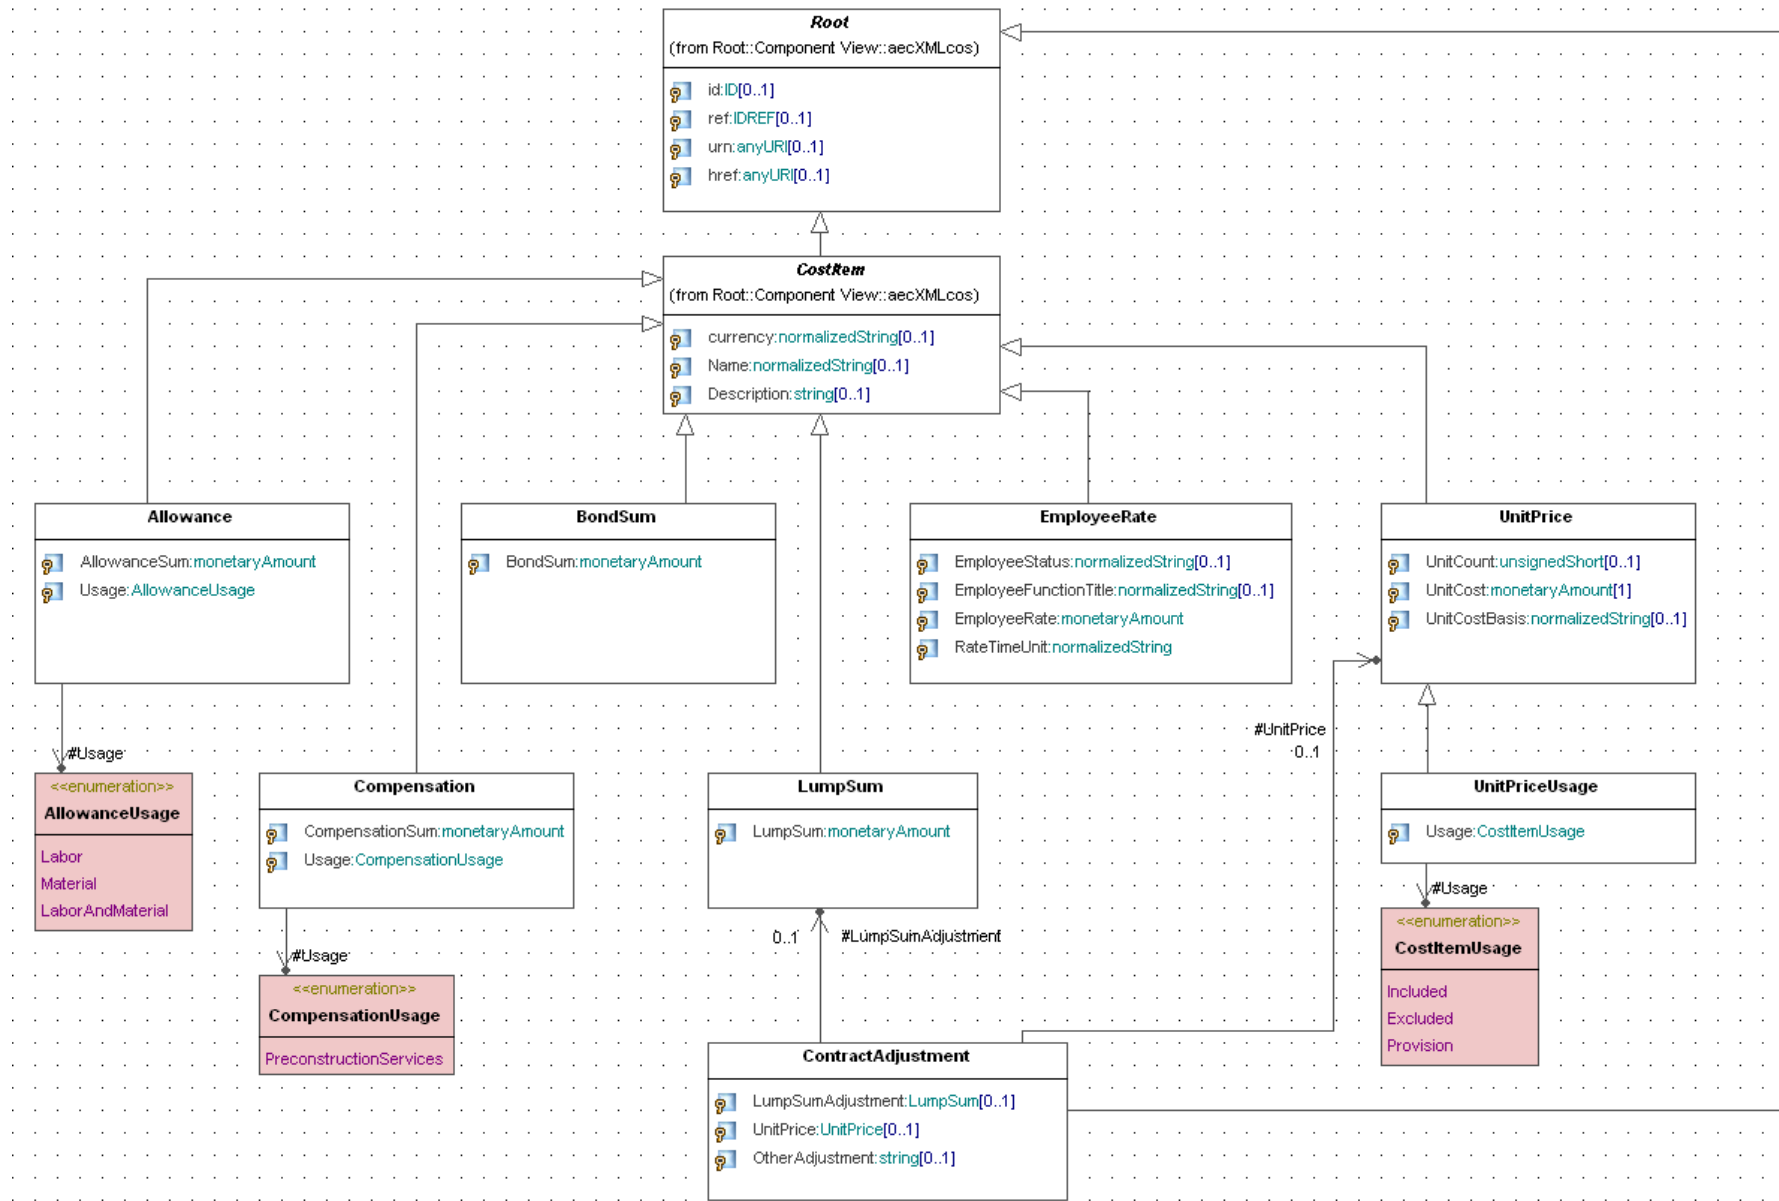 Root
(from Root::Component View::aecXMLcos)
id:ID[0..1]
ref:IDREF[0..1]
urn:anyURI[0..1]
href:anyURI[0..1]
CostItem
(from Root::Component View::aecXMLcos)
currency:normalizedString[0..1]
Name:normalizedString[0..1]
Description:string[0..1]
Allowance
AllowanceSum:monetaryAmount
Usage:AllowanceUsage
BondSum
BondSum:monetaryAmount
EmployeeRate
EmployeeStatus:normalizedString[0..1]
EmployeeFunctionTitle:normalizedString[0..1]
EmployeeRate:monetaryAmount
RateTimeUnit:normalizedString
UnitPrice
UnitCount:unsignedShort[0..1]
UnitCost:monetaryAmount[1]
UnitCostBasis:normalizedString[0..1]
#Usage
#UnitPrice
0..1
<<enumeration>>
AllowanceUsage
Labor
Material
LaborAndMaterial
Compensation
CompensationSum:monetaryAmount
Usage:CompensationUsage
LumpSum
LumpSum:monetaryAmount
UnitPriceUsage
Usage:CostItemUsage
#Usage
#Usage
0..1
#LumpSumAdjustment
<<enumeration>>
CompensationUsage
PreconstructionServices
<<enumeration>>
CostItemUsage
Included
Excluded
Provision
ContractAdjustment
LumpSumAdjustment:LumpSum[0..1]
UnitPrice:UnitPrice[0..1]
OtherAdjustment:string[0..1]